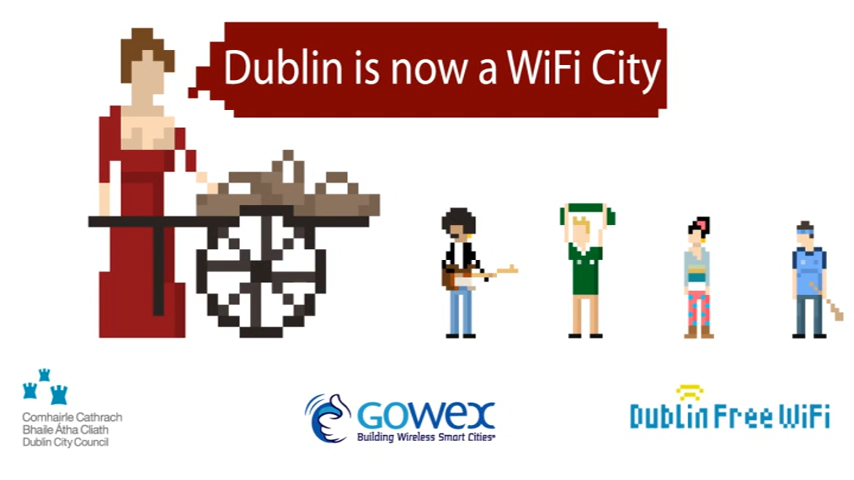 Dublin is now a WiFi City
Comhairle Cathrach
Bhaile Átha Cliath
Dublin City Council
GOWEX
Building Wireless Smart Cities®
Dublin Free WiFi